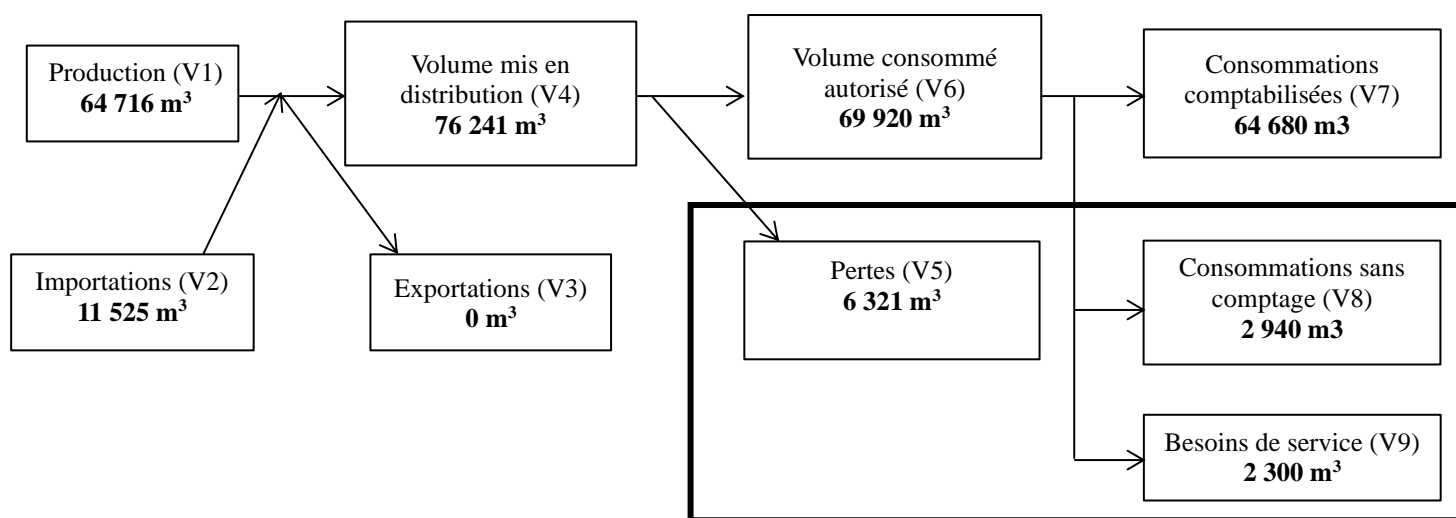 Production (V1)
64 716 m³
Volume mis en
distribution (V4)
76 241 m³
Volume consommé
autorisé (V6)
69 920 m³
Consommations
comptabilisées (V7)
64 680 m3
Importations (V2)
11 525 m³
Exportations (V3)
0 m³
Pertes (V5)
6 321 m³
Consommations sans
comptage (V8)
2 940 m3
Besoins de service (V9)
2 300 m³